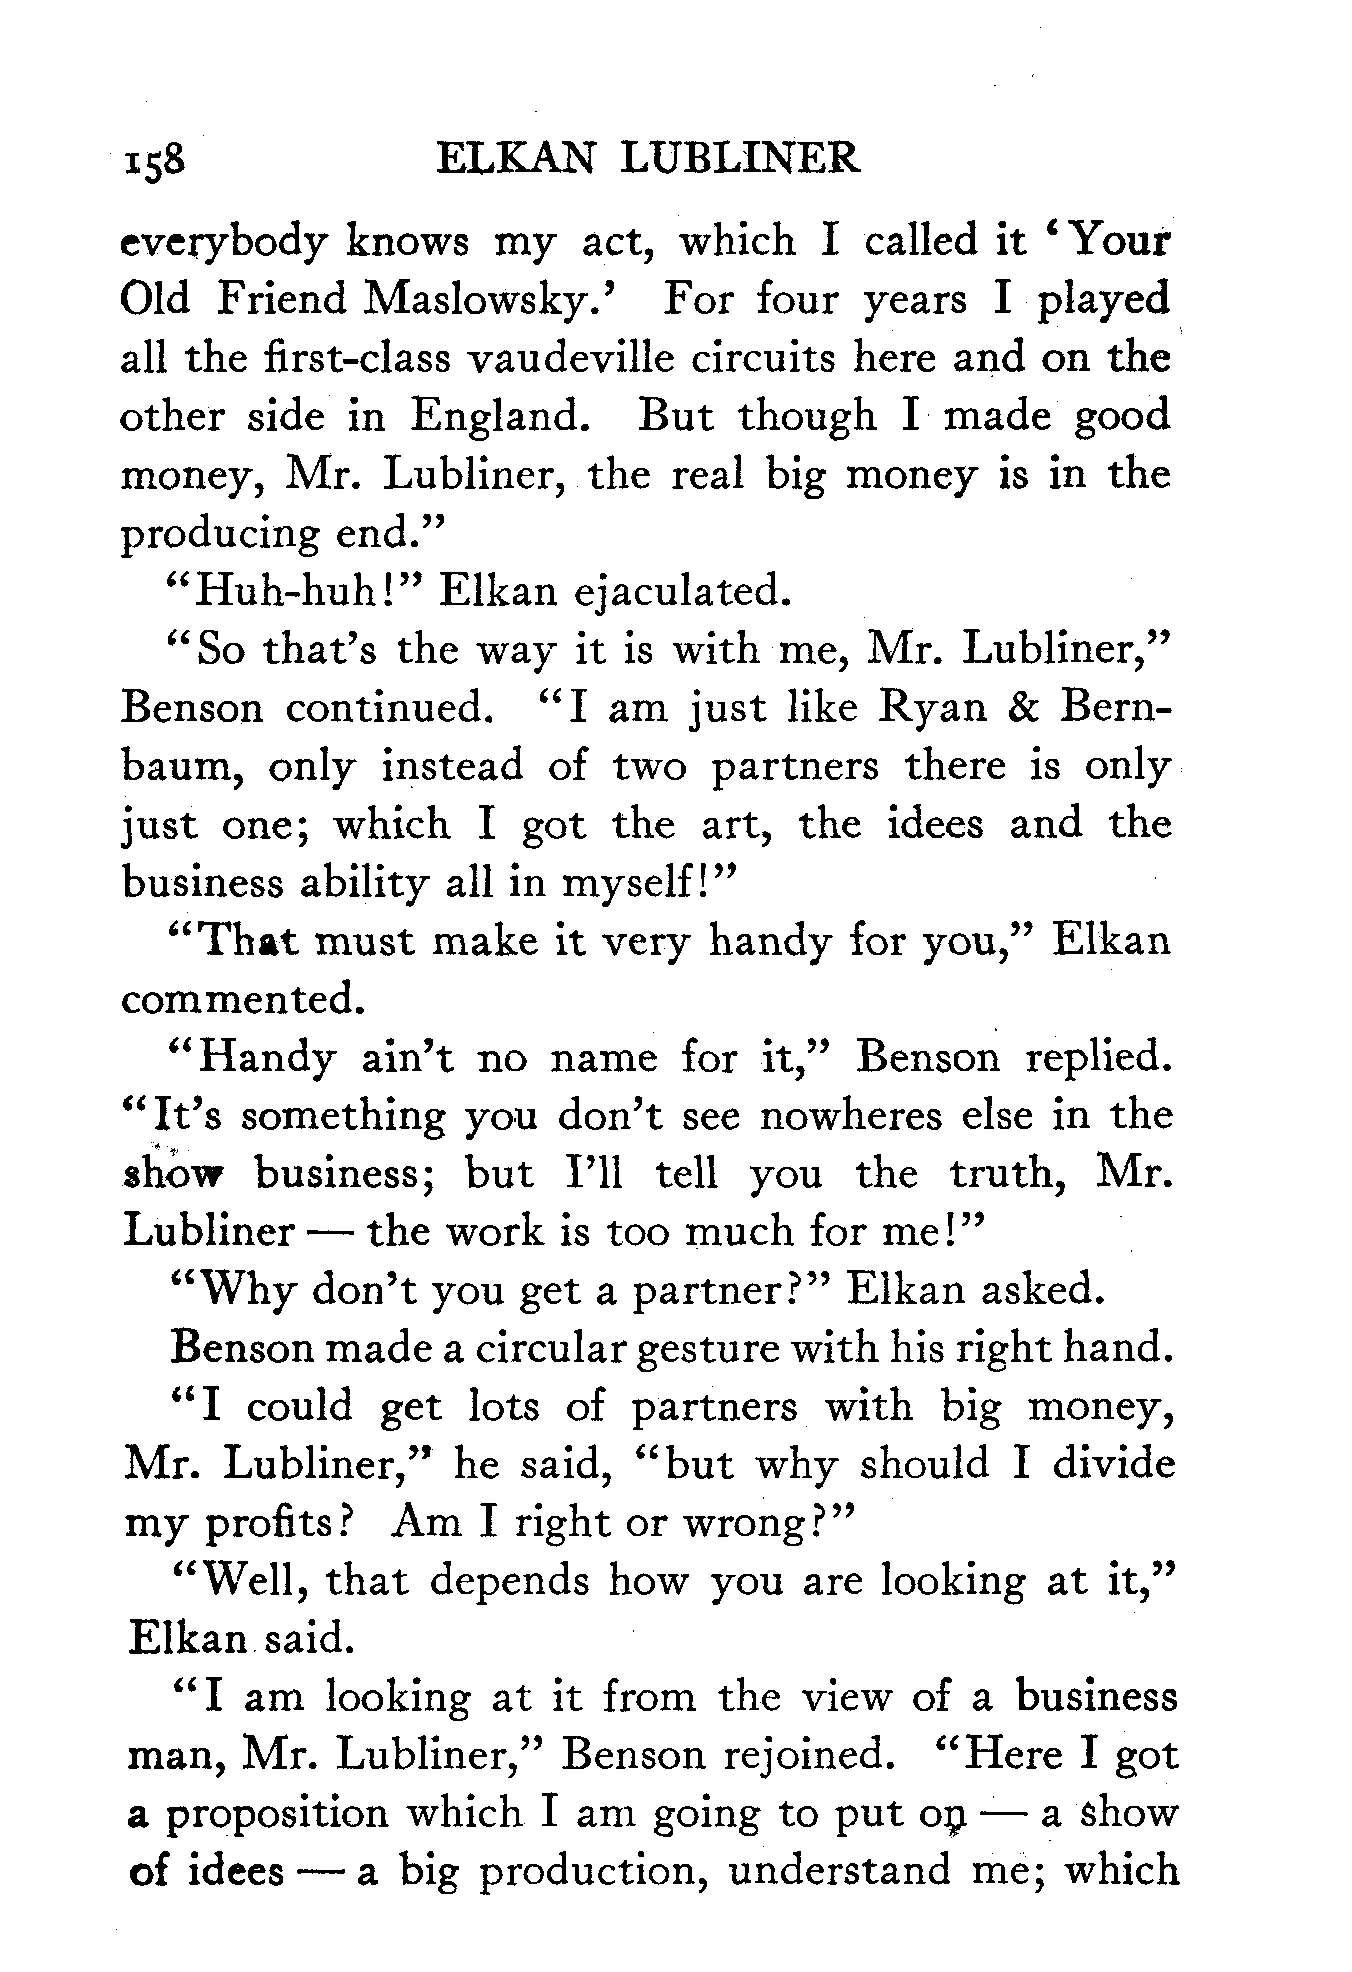 158 ELKAN LUBLINER
everybody knows my act, which I called it ‘Your
Old Friend Maslowsky.’ For four years I played
all the first-class vaudeville circuits here and on the
other side in England. But though I made good
money, Mr. Lubliner, the real big money is in the
producing end.”
“Huh-huh!” Elkan ejaculated.
“So that’s the way it is with me, Mr. Lubliner,”
Benson continued. “I am just like Ryan & Bern-
baum, only instead of two partners there is only
just one; which I got the art, the idees and the
business ability all in myself!”
“That must make it very handy for you,” Elkan
commented.
“Handy ain’t no name for it,” Benson replied.
“It’s something you don’t see nowheres else in the
show business; but I’ll tell you the truth, Mr.
Lubliner — the work is too much for me!”
“Why don’t you get a partner?” Elkan asked.
Benson made a circular gesture with his right hand.
“I could get lots of partners with big money,
Mr. Lubliner,” he said, “but why should I divide
my profits? Am I right or wrong?”
“Well, that depends how you are looking at it,”
Elkan said.
“I am looking at it from the view of a business
man, Mr. Lubliner,” Benson rejoined. “Here I got
a proposition which I am going to put on — a show
of idees — a big production, understand me; which